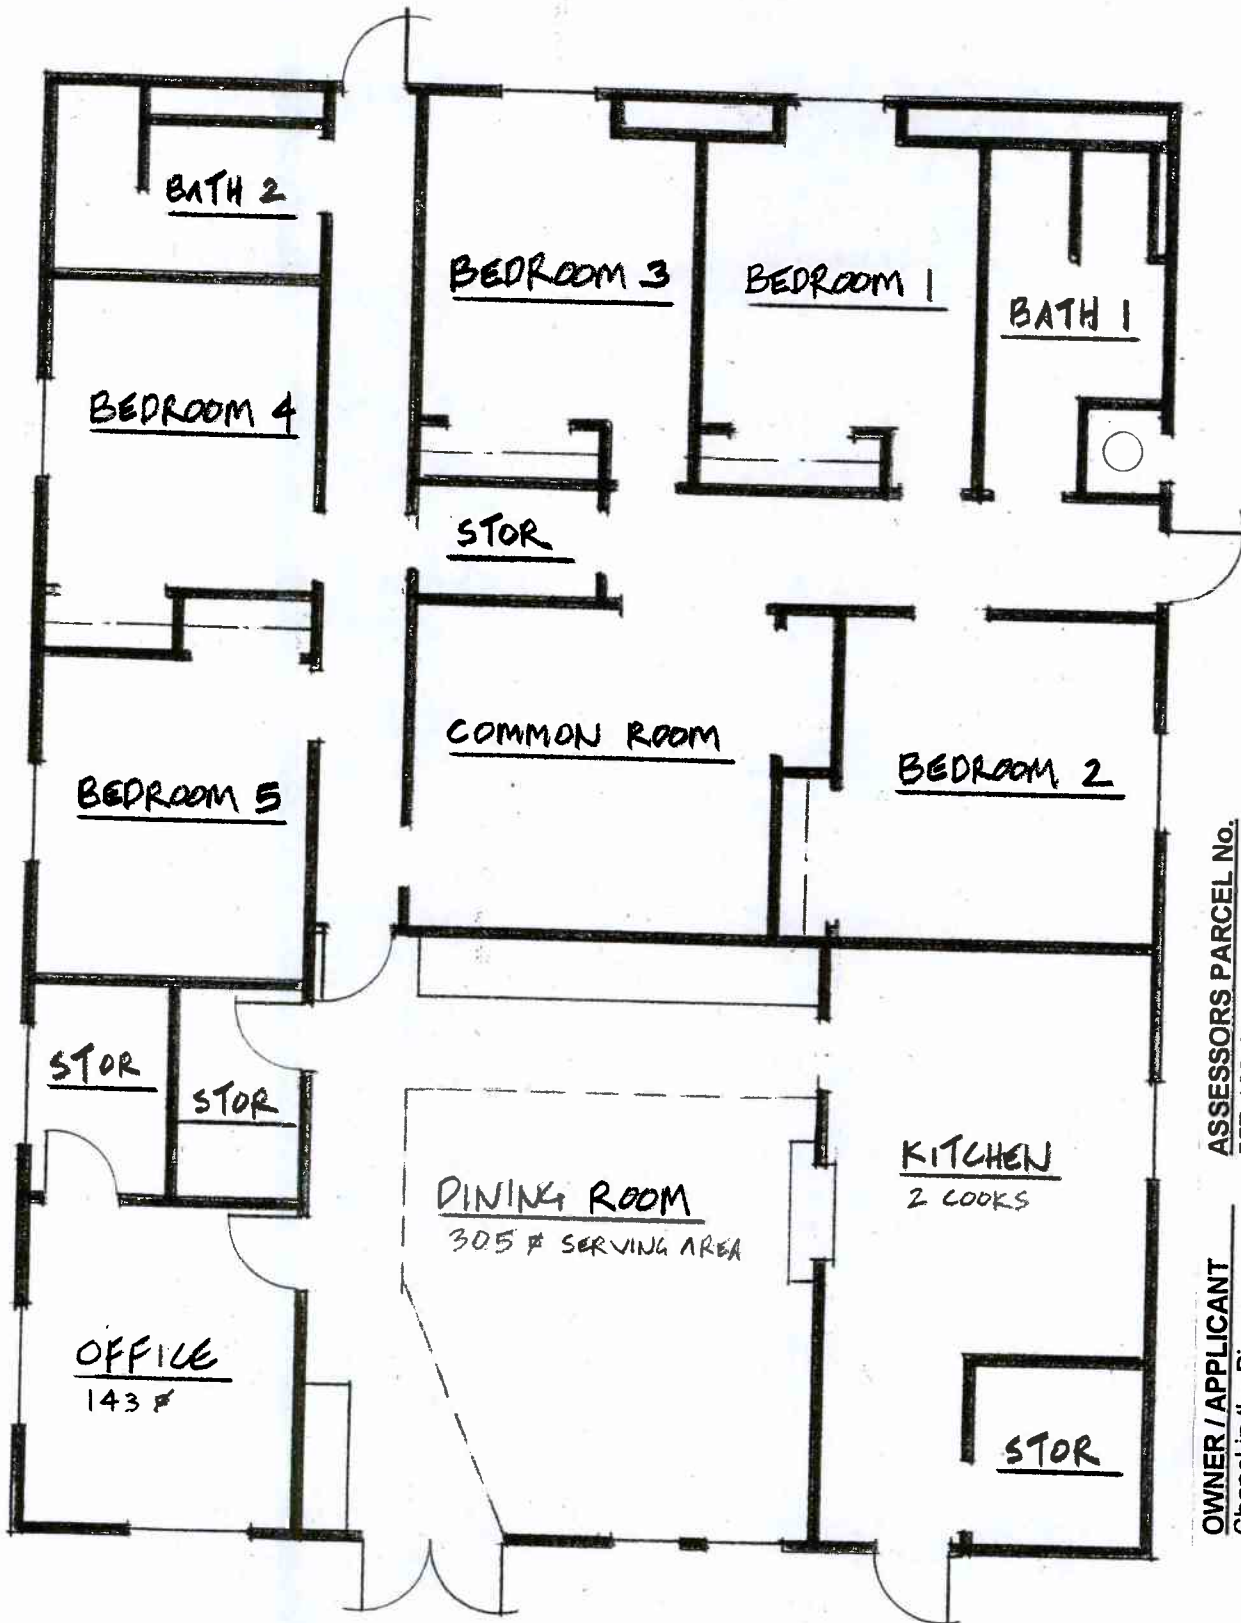 BATH 2
BEDROOM 3
BEDROOM 1
BATH 1
BEDROOM 4
STOR
COMMON ROOM
BEDROOM 2
BEDROOM 5
STOR
STOR
DINING ROOM
305 ⌀ SERVING AREA
KITCHEN
2 COOKS
OFFICE
143 ⌀
STOR
ASSESSORS PARCEL No.
OWNER / APPLICANT